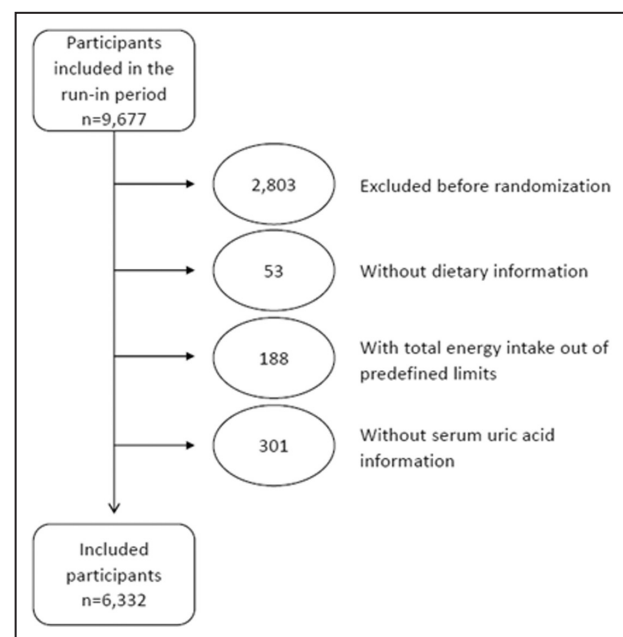 Participants
included in the
run-in period
n=9,677
2,803
Excluded before randomization
53
Without dietary information
188
With total energy intake out of
predefined limits
301
Without serum uric acid
information
Included
participants
n=6,332